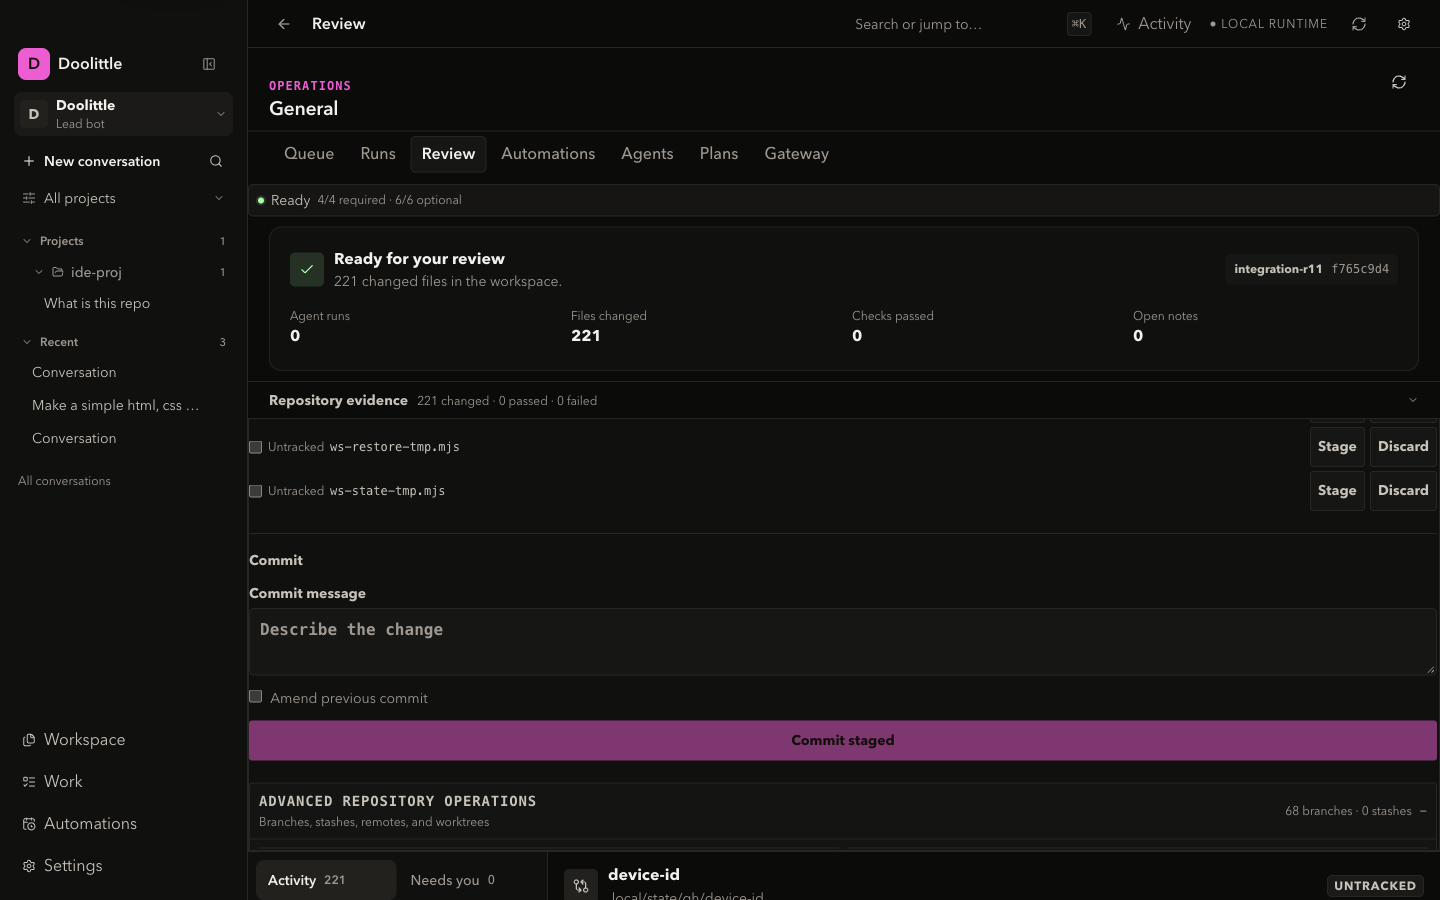 D Doolittle
D Doolittle
Lead bot
New conversation
All projects
Projects 1
ide-proj 1
What is this repo
Recent 3
Conversation
Make a simple html, css …
Conversation
All conversations
Workspace
Work
Automations
Settings
Review
Search or jump to… ⌘K
Activity
LOCAL RUNTIME
OPERATIONS
General
Queue Runs Review Automations Agents Plans Gateway
Ready 4/4 required · 6/6 optional
Ready for your review
221 changed files in the workspace.
integration-r11 f765c9d4
Agent runs Files changed Checks passed Open notes
0 221 0 0
Repository evidence 221 changed · 0 passed · 0 failed
Untracked ws-restore-tmp.mjs Stage Discard
Untracked ws-state-tmp.mjs Stage Discard
Commit
Commit message
Describe the change
Amend previous commit
Commit staged
ADVANCED REPOSITORY OPERATIONS
Branches, stashes, remotes, and worktrees
68 branches · 0 stashes –
Activity 221 Needs you 0
device-id
.local/state/gh/device-id
UNTRACKED